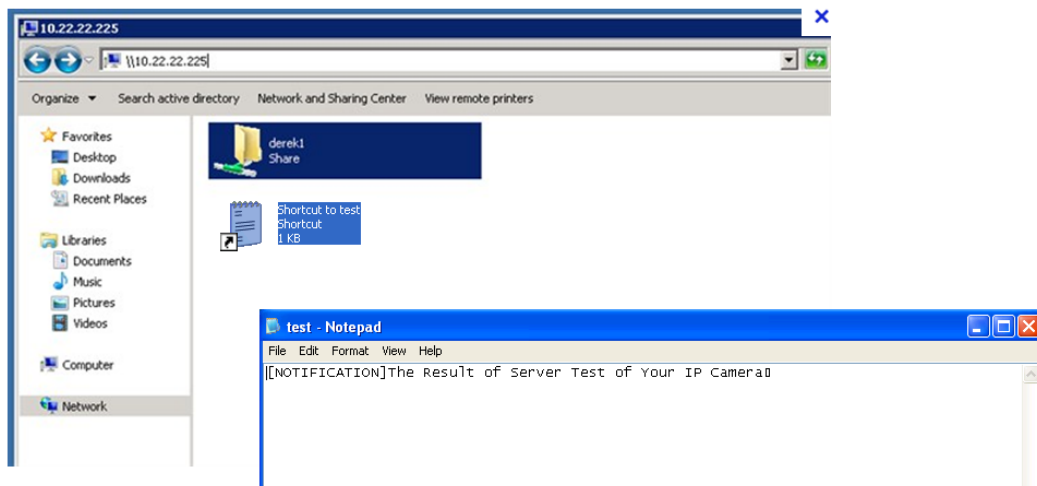 10.22.22.225
\\10.22.22.225
Organize Search active directory Network and Sharing Center View remote printers
Favorites
Desktop
Downloads
Recent Places
Libraries
Documents
Music
Pictures
Videos
Computer
Network
derek1
Share
Shortcut to test
Shortcut
1 KB
test - Notepad
File Edit Format View Help
[NOTIFICATION]The Result of Server Test of Your IP Camera▯